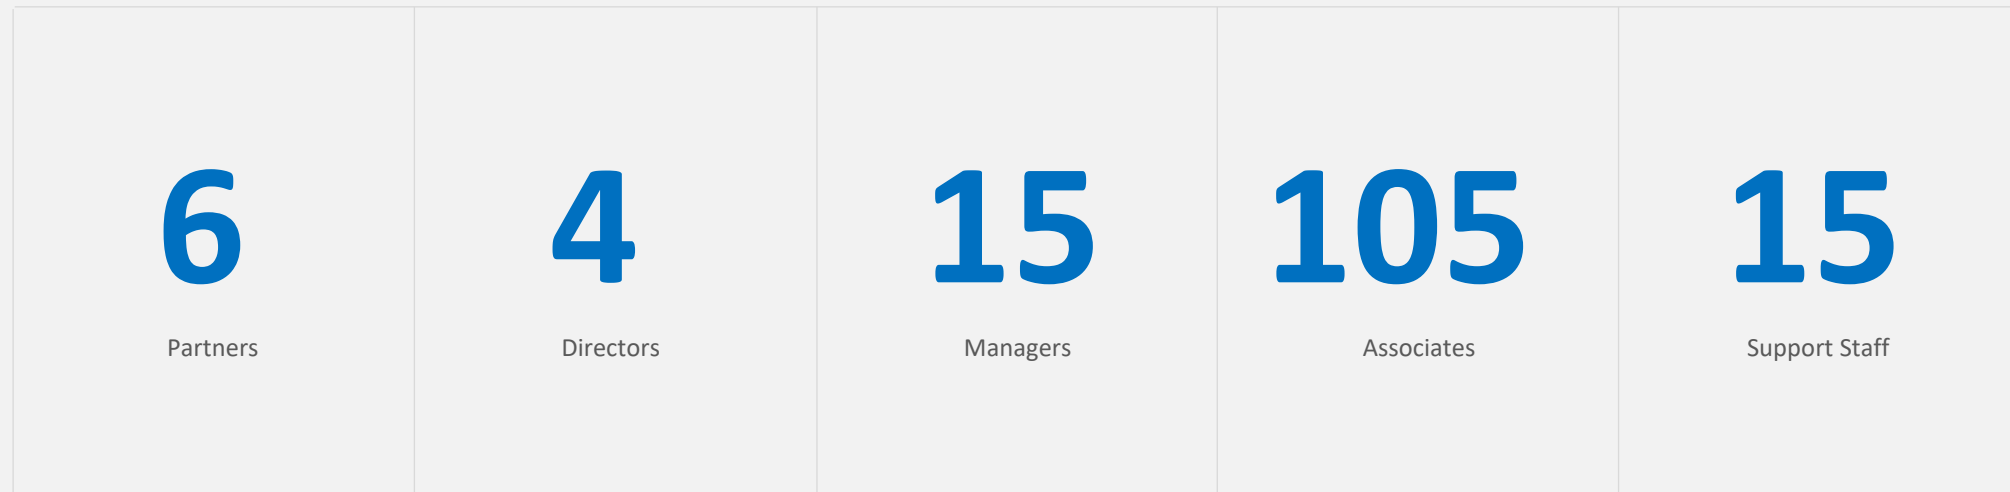 6 4 15 105 15
Partners Directors Managers Associates Support Staff